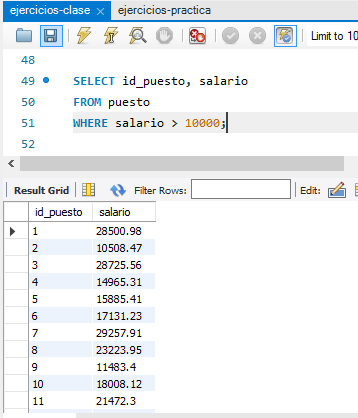 ejercicios-clase ejercicios-practica
Limit to 10
48
49 SELECT id_puesto, salario
50 FROM puesto
51 WHERE salario > 10000;
52
Result Grid Filter Rows: Edit:
id_puesto salario
1 28500.98
2 10508.47
3 28725.56
4 14965.31
5 15885.41
6 17131.23
7 29257.91
8 23223.95
9 11483.4
10 18008.12
11 21472.3